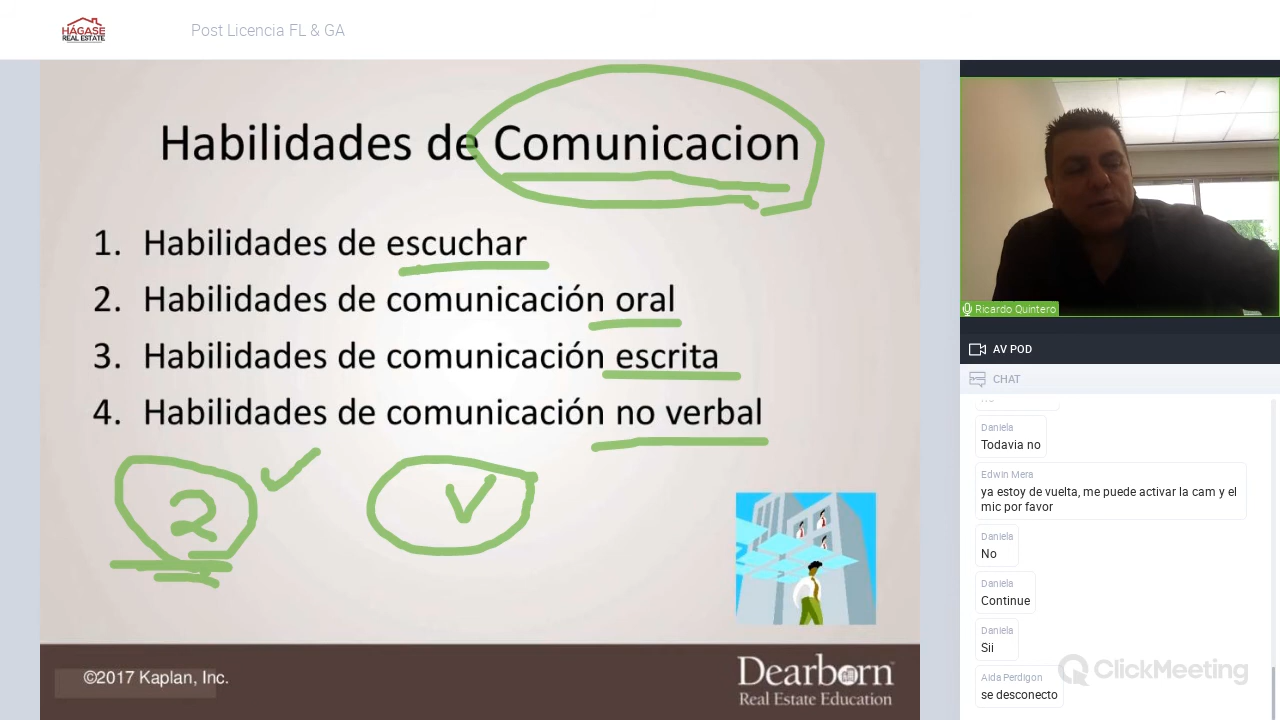 HÁGASE
REAL ESTATE
Post Licencia FL & GA
Habilidades de Comunicacion
1. Habilidades de escuchar
2. Habilidades de comunicación oral
3. Habilidades de comunicación escrita
4. Habilidades de comunicación no verbal
2
©2017 Kaplan, Inc.
Dearborn
Real Estate Education
Ricardo Quintero
AV POD
CHAT
Daniela
Todavia no
Edwin Mera
ya estoy de vuelta, me puede activar la cam y el
mic por favor
Daniela
No
Daniela
Continue
Daniela
Sii
Aida Perdigon
se desconecto
ClickMeeting